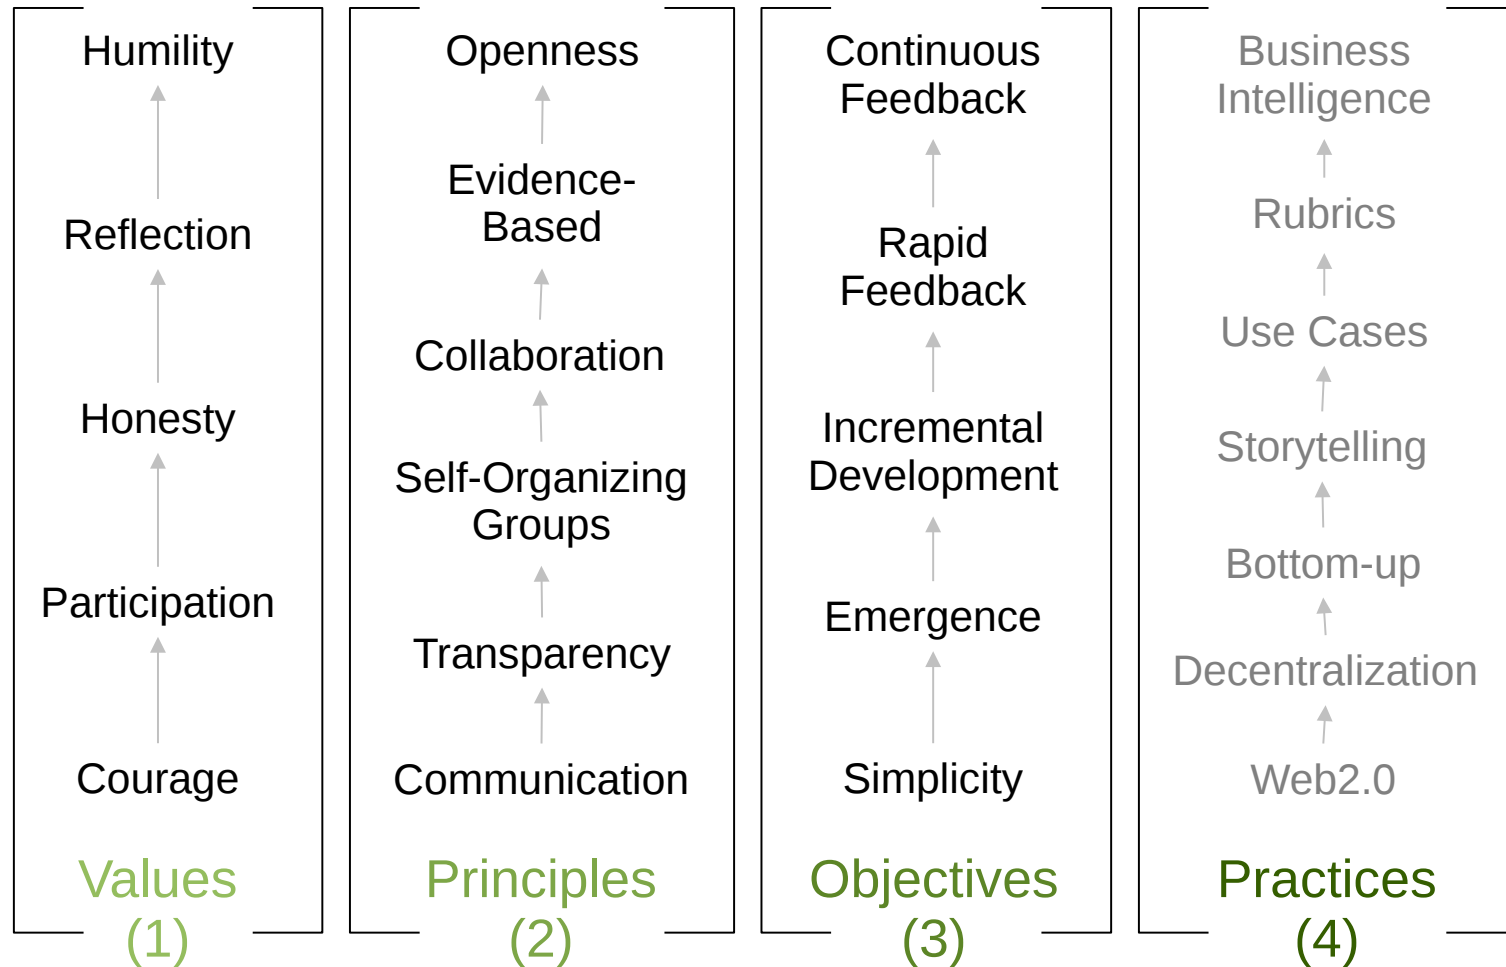 Humility
Reflection
Honesty
Participation
Courage
Values
(1)
Openness
Evidence-
Based
Collaboration
Self-Organizing
Groups
Transparency
Communication
Principles
(2)
Continuous
Feedback
Rapid
Feedback
Incremental
Development
Emergence
Simplicity
Objectives
(3)
Business
Intelligence
Rubrics
Use Cases
Storytelling
Bottom-up
Decentralization
Web2.0
Practices
(4)